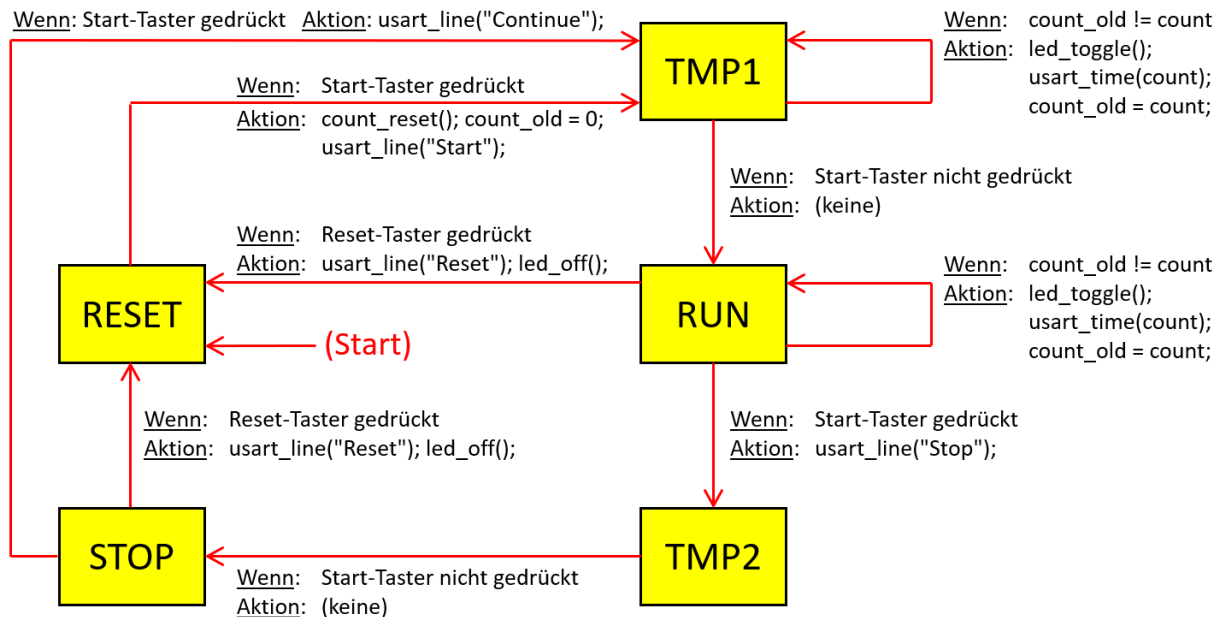 Wenn: Start-Taster gedrückt Aktion: usart_line("Continue");
TMP1
Wenn: count_old != count
Aktion: led_toggle();
usart_time(count);
count_old = count;
Wenn: Start-Taster gedrückt
Aktion: count_reset(); count_old = 0;
usart_line("Start");
Wenn: Start-Taster nicht gedrückt
Aktion: (keine)
Wenn: Reset-Taster gedrückt
Aktion: usart_line("Reset"); led_off();
RESET
(Start)
RUN
Wenn: count_old != count
Aktion: led_toggle();
usart_time(count);
count_old = count;
Wenn: Reset-Taster gedrückt
Aktion: usart_line("Reset"); led_off();
Wenn: Start-Taster gedrückt
Aktion: usart_line("Stop");
STOP
TMP2
Wenn: Start-Taster nicht gedrückt
Aktion: (keine)